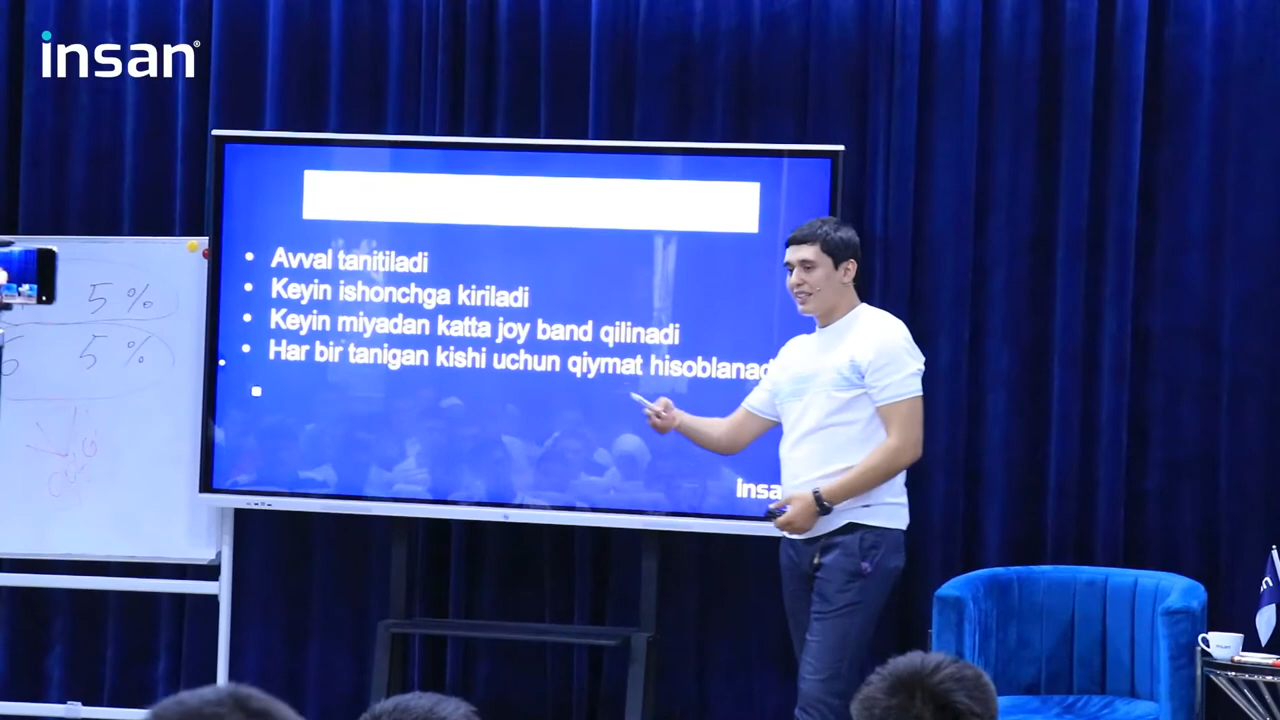 insan®
Avval tanitiladi
Keyin ishonchga kiriladi
Keyin miyadan katta joy band qilinadi
Har bir tanigan kishi uchun qiymat hisoblanad
insa
5 %
5 %